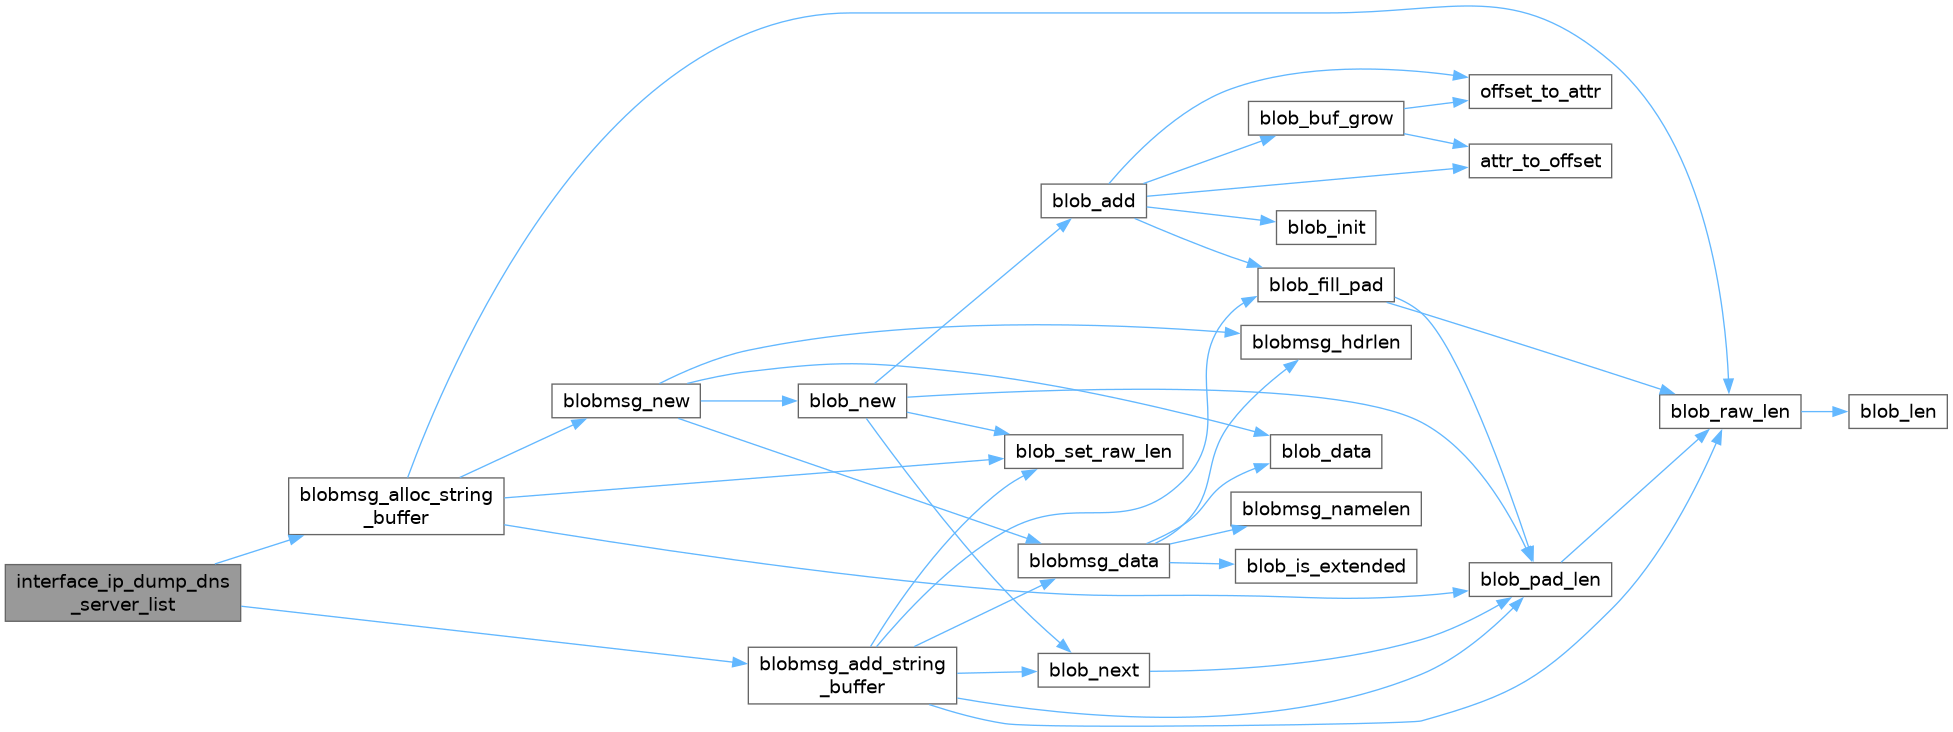 interface_ip_dump_dns
_server_list
blobmsg_alloc_string
_buffer
blobmsg_new
blobmsg_add_string
_buffer
blob_new
blob_add
blob_set_raw_len
blobmsg_data
blob_next
blob_buf_grow
blob_init
blob_fill_pad
blobmsg_hdrlen
blob_data
blobmsg_namelen
blob_is_extended
offset_to_attr
attr_to_offset
blob_pad_len
blob_raw_len
blob_len